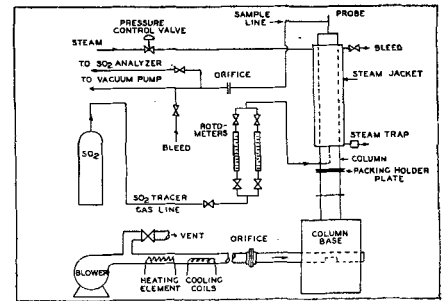 PRESSURE
CONTROL VALVE
SAMPLE
LINE
PROBE
STEAM
BLEED
TO SO2 ANALYZER
TO VACUUM PUMP
ORIFICE
STEAM JACKET
ROTO-
METERS
BLEED
STEAM TRAP
SO2
COLUMN
PACKING HOLDER
PLATE
SO2 TRACER
GAS LINE
COLUMN
BASE
VENT
ORIFICE
BLOWER
HEATING
ELEMENT
COOLING
COILS